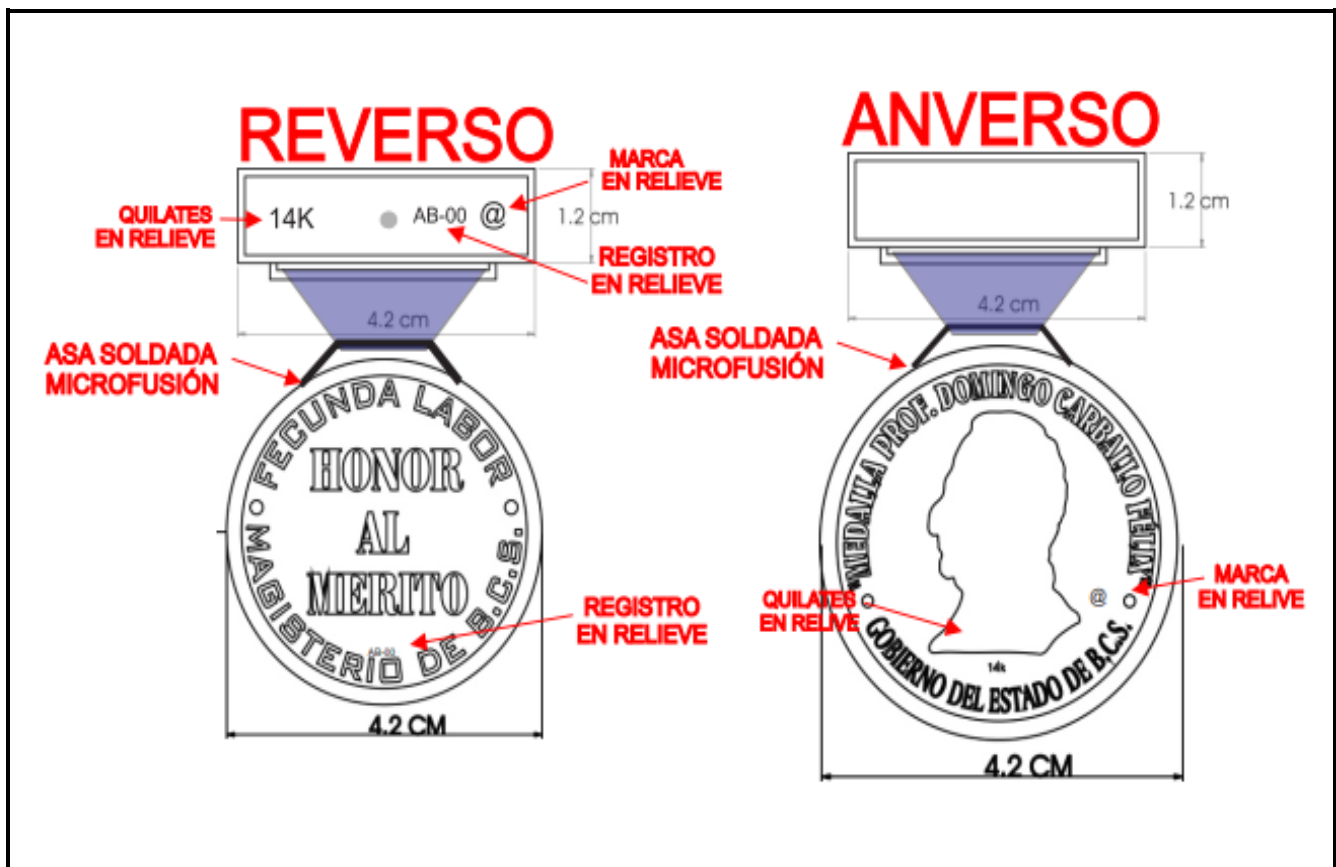 REVERSO
MARCA
EN RELIEVE
QUILATES
EN RELIEVE
14K
AB-00
@
1.2 cm
REGISTRO
EN RELIEVE
4.2 cm
ASA SOLDADA
MICROFUSIÓN
FECUNDA LABOR
HONOR
AL
MERITO
MAGISTERIO DE B.C.S.
REGISTRO
EN RELIEVE
AB-00
4.2 CM
ANVERSO
1.2 cm
4.2 cm
ASA SOLDADA
MICROFUSIÓN
"MEDALLA PROF. DOMINGO CARBALLO FÉLIX"
QUILATES
EN RELIVE
@
MARCA
EN RELIVE
14k
GOBIERNO DEL ESTADO DE B.C.S.
4.2 CM